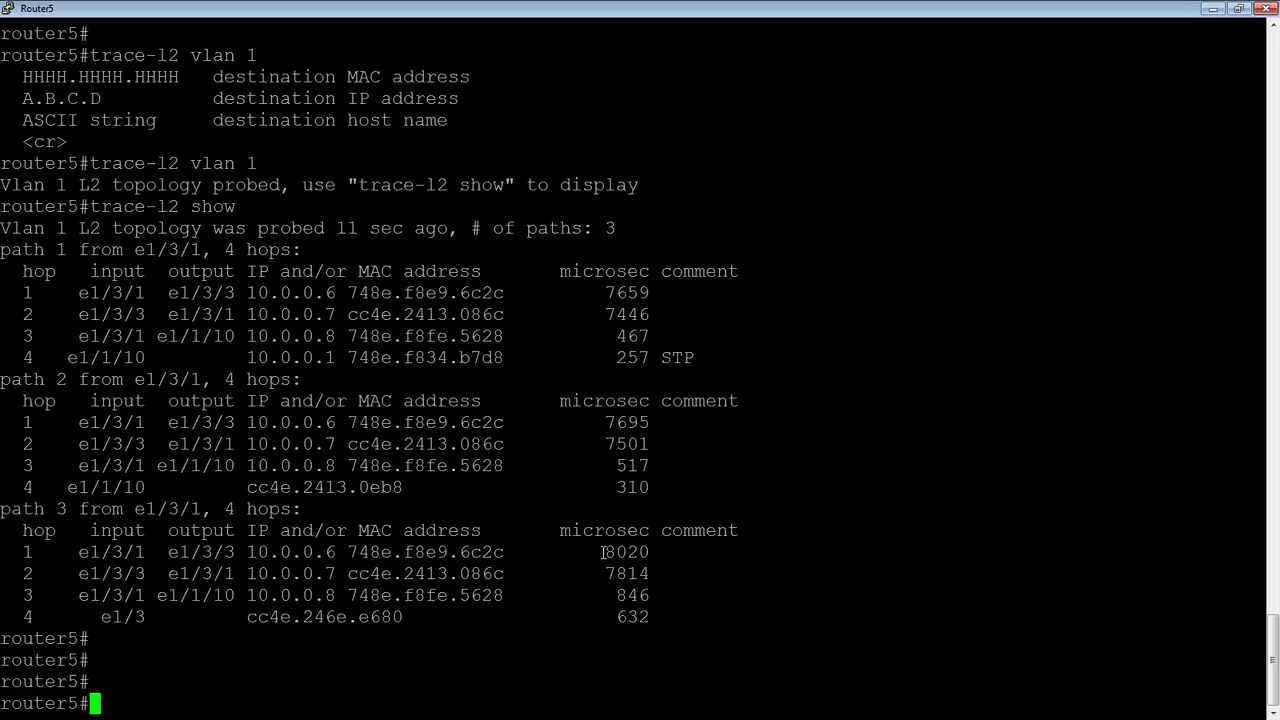 Router5
router5#
router5#trace-l2 vlan 1
HHHH.HHHH.HHHH destination MAC address
A.B.C.D destination IP address
ASCII string destination host name
<cr>
router5#trace-l2 vlan 1
Vlan 1 L2 topology probed, use "trace-l2 show" to display
router5#trace-l2 show
Vlan 1 L2 topology was probed 11 sec ago, # of paths: 3
path 1 from e1/3/1, 4 hops:
hop input output IP and/or MAC address microsec comment
1 e1/3/1 e1/3/3 10.0.0.6 748e.f8e9.6c2c 7659
2 e1/3/3 e1/3/1 10.0.0.7 cc4e.2413.086c 7446
3 e1/3/1 e1/1/10 10.0.0.8 748e.f8fe.5628 467
4 e1/1/10 10.0.0.1 748e.f834.b7d8 257 STP
path 2 from e1/3/1, 4 hops:
hop input output IP and/or MAC address microsec comment
1 e1/3/1 e1/3/3 10.0.0.6 748e.f8e9.6c2c 7695
2 e1/3/3 e1/3/1 10.0.0.7 cc4e.2413.086c 7501
3 e1/3/1 e1/1/10 10.0.0.8 748e.f8fe.5628 517
4 e1/1/10 cc4e.2413.0eb8 310
path 3 from e1/3/1, 4 hops:
hop input output IP and/or MAC address microsec comment
1 e1/3/1 e1/3/3 10.0.0.6 748e.f8e9.6c2c 8020
2 e1/3/3 e1/3/1 10.0.0.7 cc4e.2413.086c 7814
3 e1/3/1 e1/1/10 10.0.0.8 748e.f8fe.5628 846
4 e1/3 cc4e.246e.e680 632
router5#
router5#
router5#
router5#